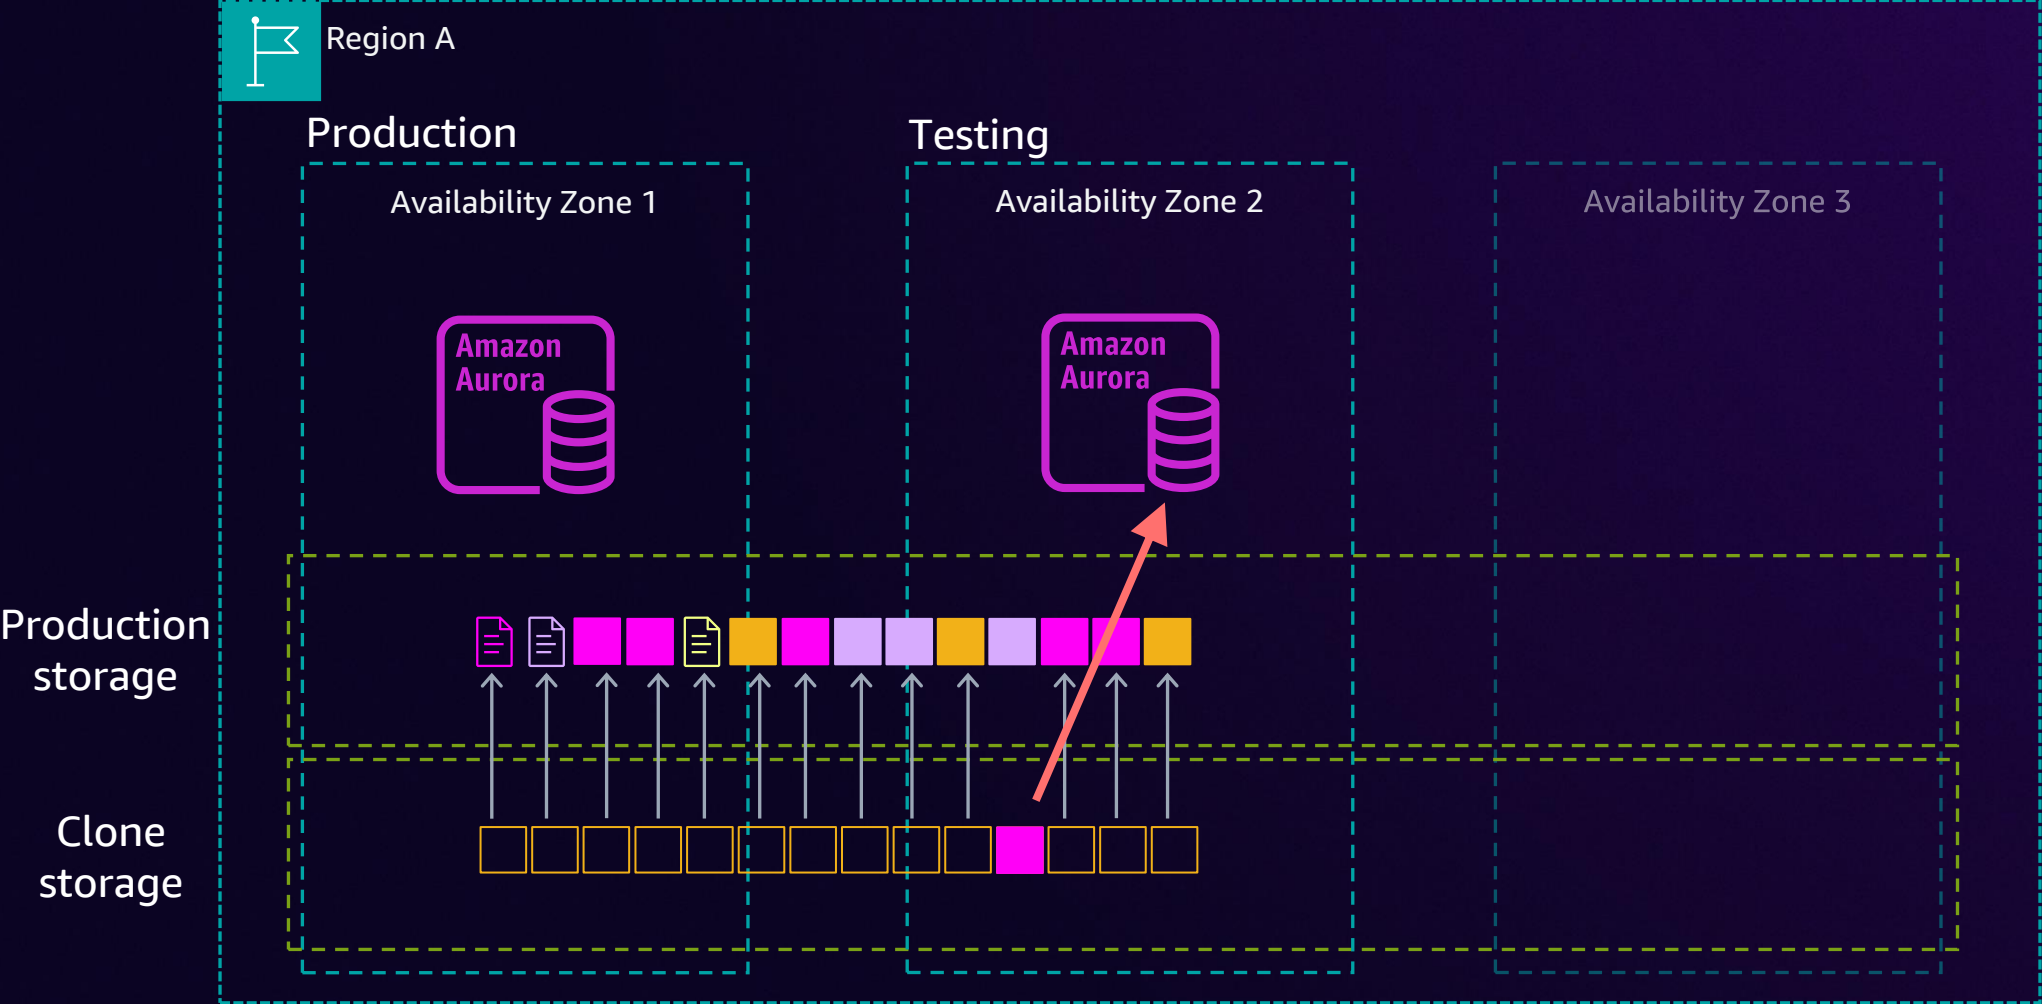 Region A
Production
Testing
Availability Zone 1
Availability Zone 2
Availability Zone 3
Amazon
Aurora
Amazon
Aurora
Production
storage
Clone
storage